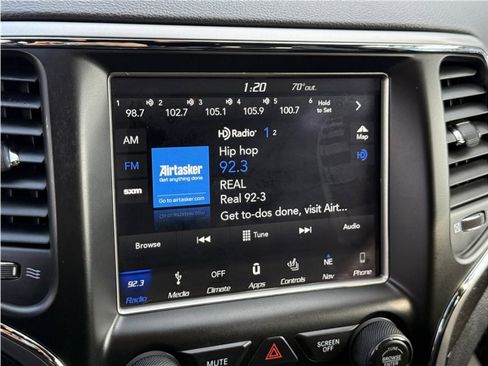 1:20 70° out.
1 2 3 4 5 6
98.7 102.7 105.1 105.9 100.7 Hold to Set
AM
FM
sxm
HD Radio 1 2
Map
Hip hop
92.3
REAL
Real 92-3
Get to-dos done, visit Airt...
Airtasker
Get anything done
Go to airtasker.com
Browse Tune Audio
92.3 OFF NE
Radio Media Climate Apps Controls Nav Phone
MUTE
SCREEN OFF
BROWSE
ENTER